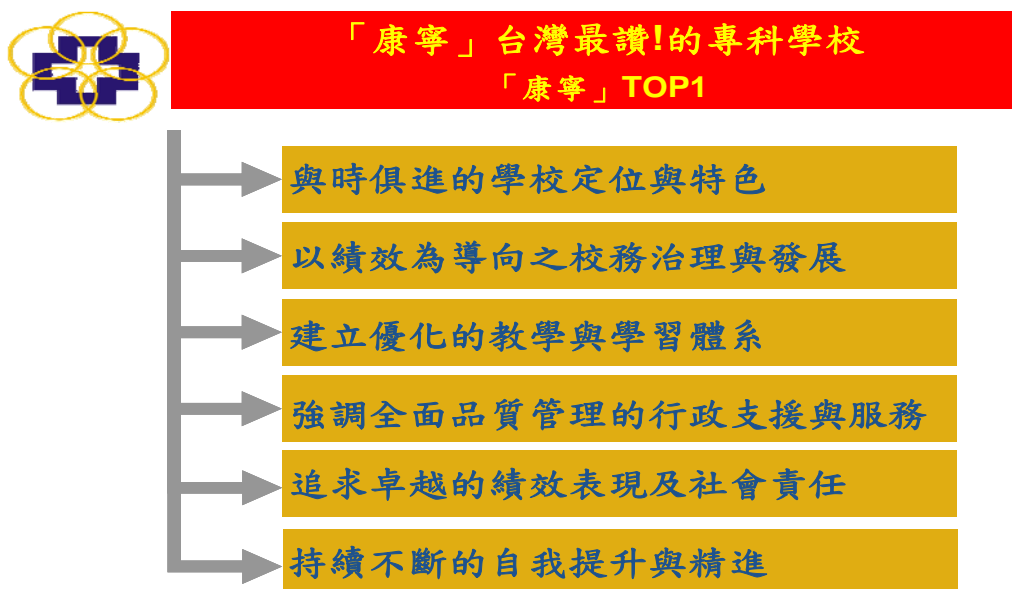 「康寧」台灣最讚!的專科學校
「康寧」TOP1
與時俱進的學校定位與特色
以績效為導向之校務治理與發展
建立優化的教學與學習體系
強調全面品質管理的行政支援與服務
追求卓越的績效表現及社會責任
持續不斷的自我提升與精進